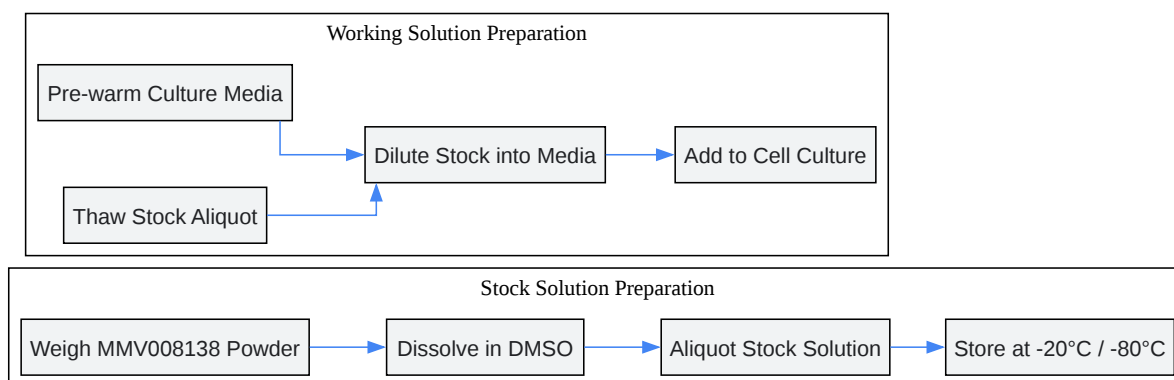 Working Solution Preparation
Pre-warm Culture Media
Dilute Stock into Media
Add to Cell Culture
Thaw Stock Aliquot
Stock Solution Preparation
Weigh MMV008138 Powder
Dissolve in DMSO
Aliquot Stock Solution
Store at -20°C / -80°C